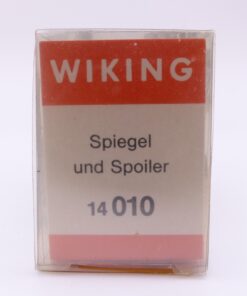 WIKING®
Spiegel
und Spoiler
14 010